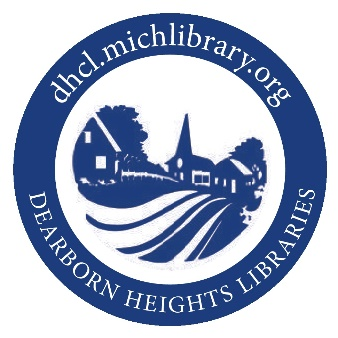 dhcl.michlibrary.org
DEARBORN HEIGHTS LIBRARIES